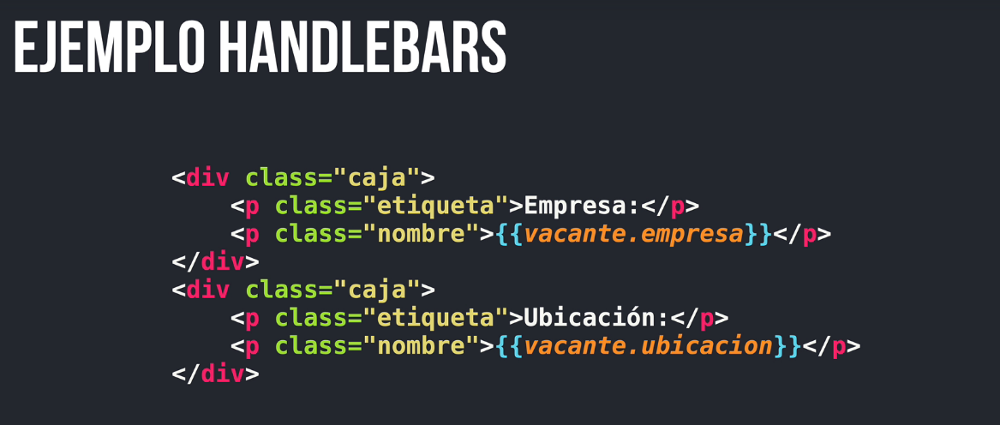 EJEMPLO HANDLEBARS
<div class="caja">
    <p class="etiqueta">Empresa:</p>
    <p class="nombre">{{vacante.empresa}}</p>
</div>
<div class="caja">
    <p class="etiqueta">Ubicación:</p>
    <p class="nombre">{{vacante.ubicacion}}</p>
</div>